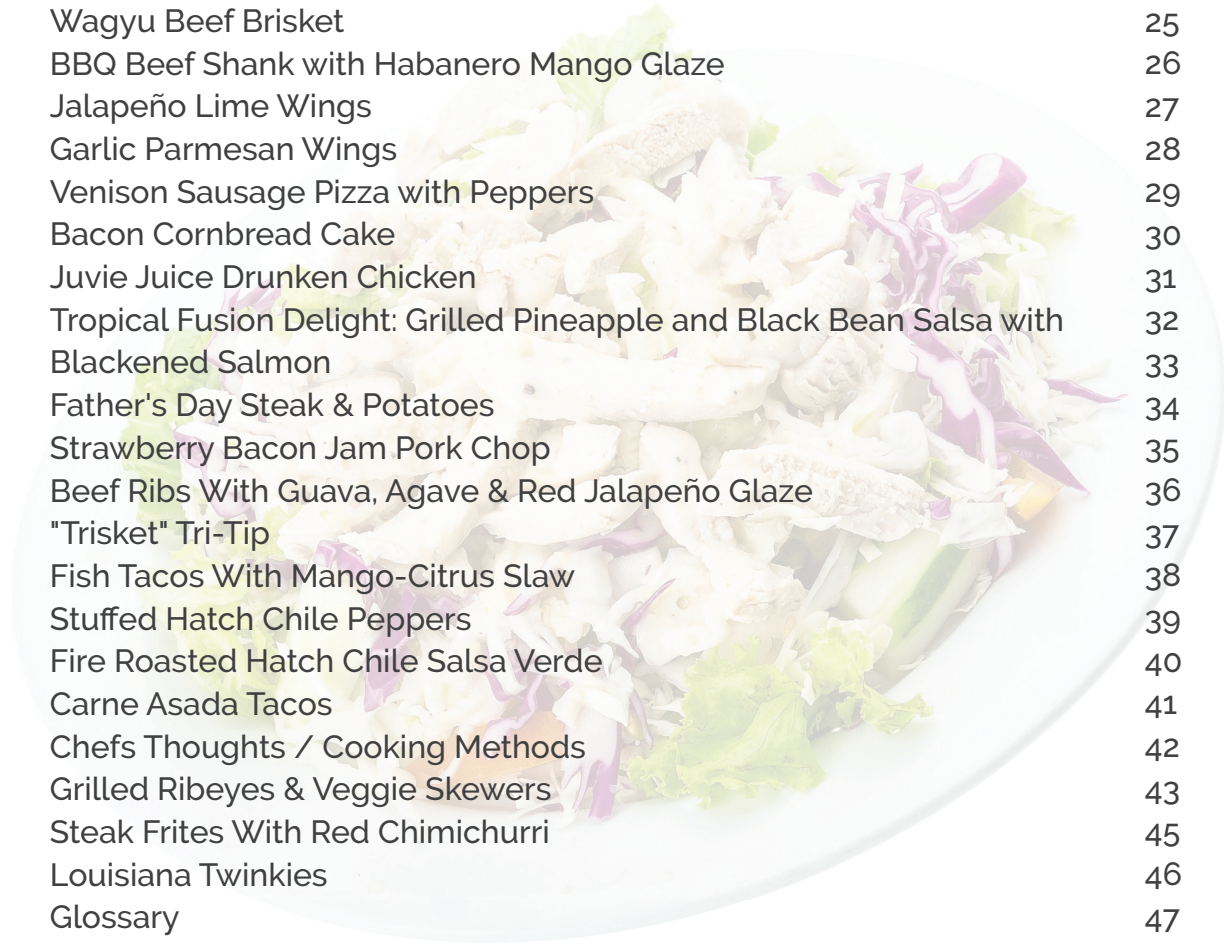 Wagyu Beef Brisket 25
BBQ Beef Shank with Habanero Mango Glaze 26
Jalapeño Lime Wings 27
Garlic Parmesan Wings 28
Venison Sausage Pizza with Peppers 29
Bacon Cornbread Cake 30
Juvie Juice Drunken Chicken 31
Tropical Fusion Delight: Grilled Pineapple and Black Bean Salsa with 32
Blackened Salmon 33
Father's Day Steak & Potatoes 34
Strawberry Bacon Jam Pork Chop 35
Beef Ribs With Guava, Agave & Red Jalapeño Glaze 36
"Trisket" Tri-Tip 37
Fish Tacos With Mango-Citrus Slaw 38
Stuffed Hatch Chile Peppers 39
Fire Roasted Hatch Chile Salsa Verde 40
Carne Asada Tacos 41
Chefs Thoughts / Cooking Methods 42
Grilled Ribeyes & Veggie Skewers 43
Steak Frites With Red Chimichurri 45
Louisiana Twinkies 46
Glossary 47